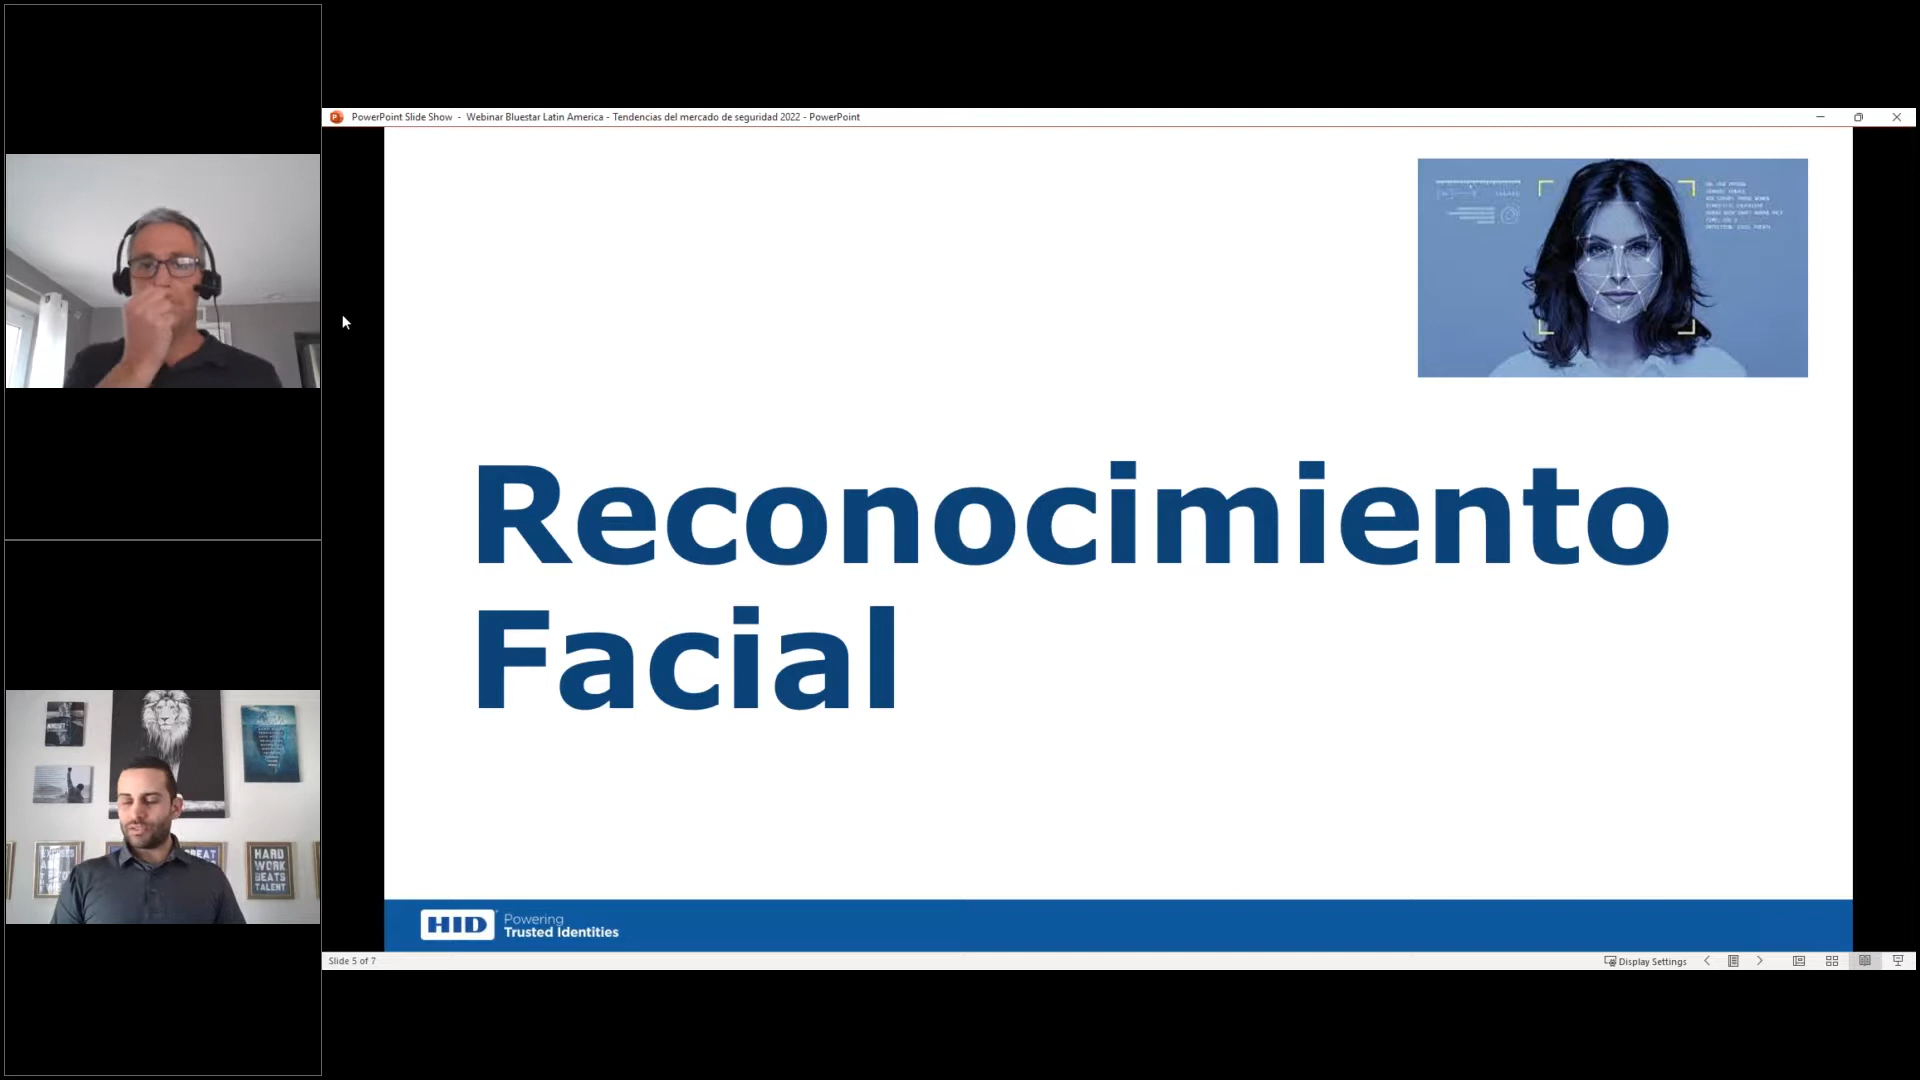 PowerPoint Slide Show - Webinar Bluestar Latin America - Tendencias del mercado de seguridad 2022 - PowerPoint
Reconocimiento
Facial
HID
Powering
Trusted Identities
Slide 5 of 7
Display Settings
HARD
WORK
BEATS
TALENT